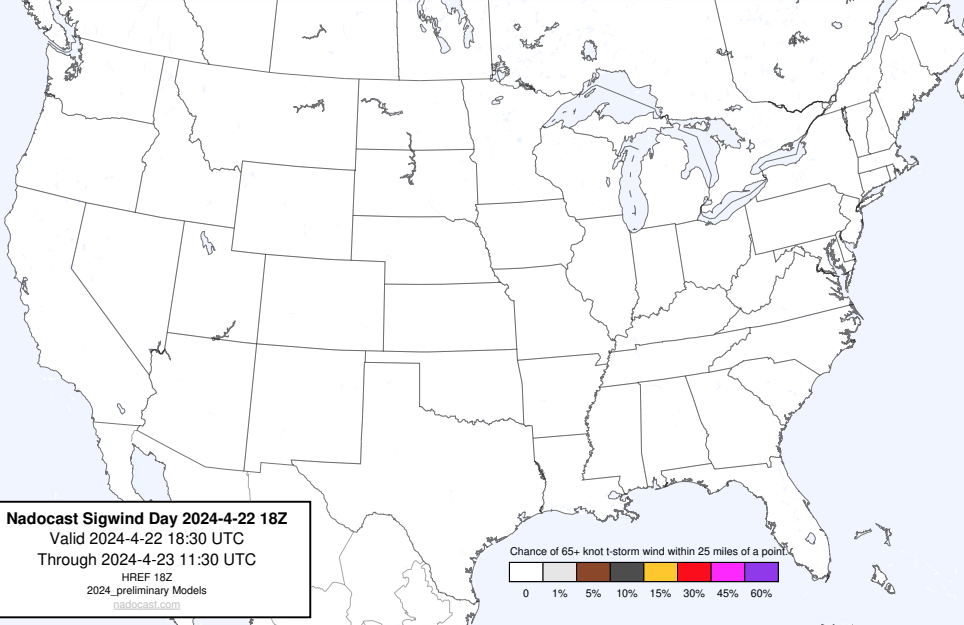 Nadocast Sigwind Day 2024-4-22 18Z
Valid 2024-4-22 18:30 UTC
Through 2024-4-23 11:30 UTC
HREF 18Z
2024_preliminary Models
nadocast.com
Chance of 65+ knot t-storm wind within 25 miles of a point.
0 1% 5% 10% 15% 30% 45% 60%